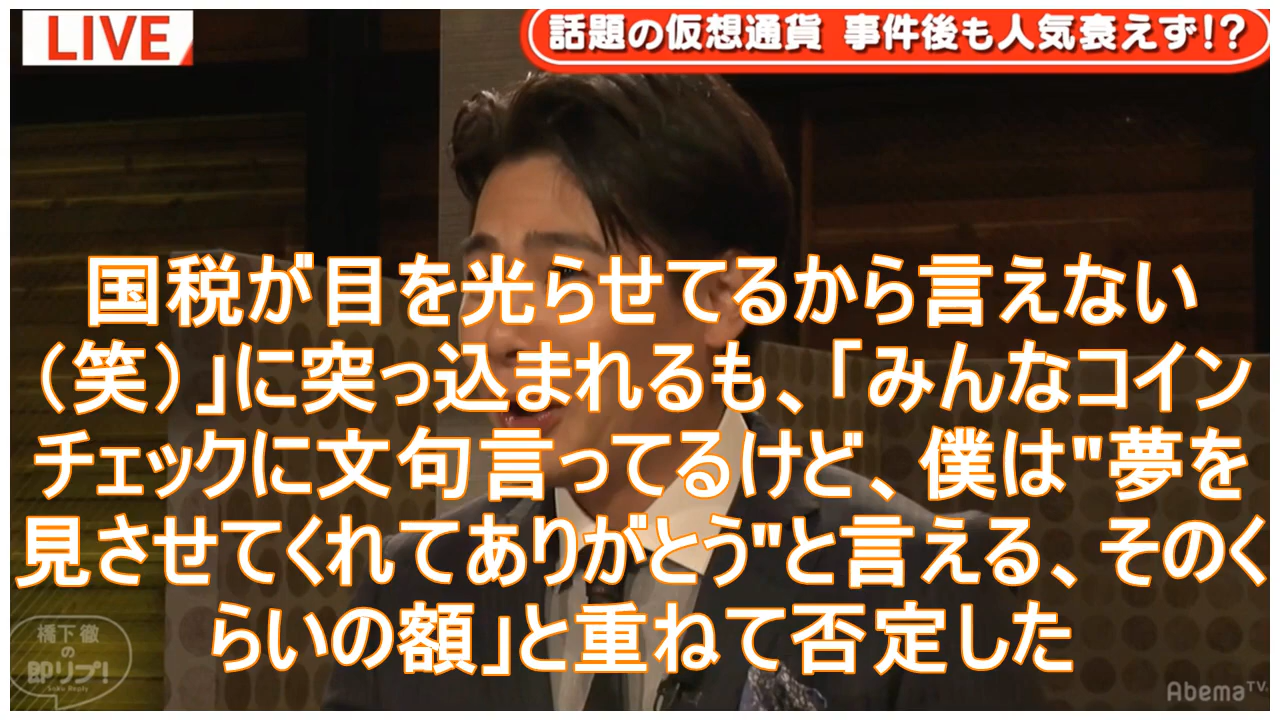 LIVE
話題の仮想通貨 事件後も人気衰えず!?
国税が目を光らせてるから言えない
（笑）」に突っ込まれるも、「みんなコイン
チェックに文句言ってるけど、僕は"夢を
見させてくれてありがとう"と言える、そのく
らいの額」と重ねて否定した
橋下徹
の
即リプ!
Soku Reply
AbemaTV